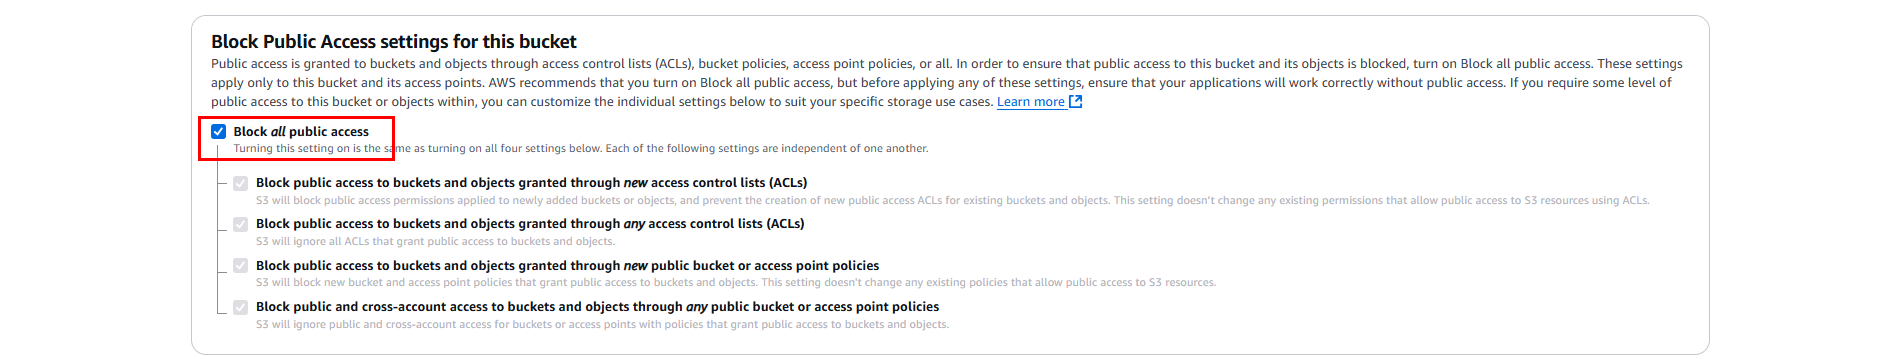 Block Public Access settings for this bucket
Public access is granted to buckets and objects through access control lists (ACLs), bucket policies, access point policies, or all. In order to ensure that public access to this bucket and its objects is blocked, turn on Block all public access. These settings
apply only to this bucket and its access points. AWS recommends that you turn on Block all public access, but before applying any of these settings, ensure that your applications will work correctly without public access. If you require some level of
public access to this bucket or objects within, you can customize the individual settings below to suit your specific storage use cases. Learn more
Block all public access
Turning this setting on is the same as turning on all four settings below. Each of the following settings are independent of one another.
Block public access to buckets and objects granted through new access control lists (ACLs)
S3 will block public access permissions applied to newly added buckets or objects, and prevent the creation of new public access ACLs for existing buckets and objects. This setting doesn't change any existing permissions that allow public access to S3 resources using ACLs.
Block public access to buckets and objects granted through any access control lists (ACLs)
S3 will ignore all ACLs that grant public access to buckets and objects.
Block public access to buckets and objects granted through new public bucket or access point policies
S3 will block new bucket and access point policies that grant public access to buckets and objects. This setting doesn't change any existing policies that allow public access to S3 resources.
Block public and cross-account access to buckets and objects through any public bucket or access point policies
S3 will ignore public and cross-account access for buckets or access points with policies that grant public access to buckets and objects.